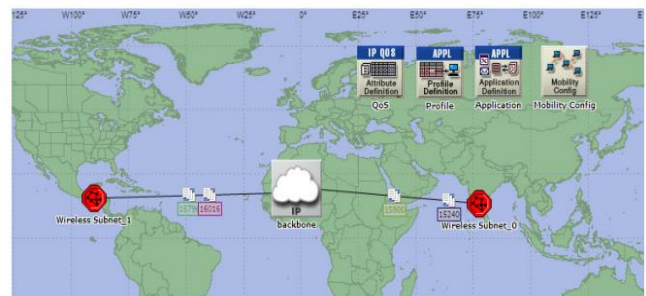 W100° W75° W50° W25° 0° E25° E50° E75° E100° E125°
IP QOS APPL APPL
Attribute Definition Profile Definition Application Definition Mobility Config
QoS Profile Application Mobility Config
16016
15240
IP
Wireless Subnet_1 backbone Wireless Subnet_0